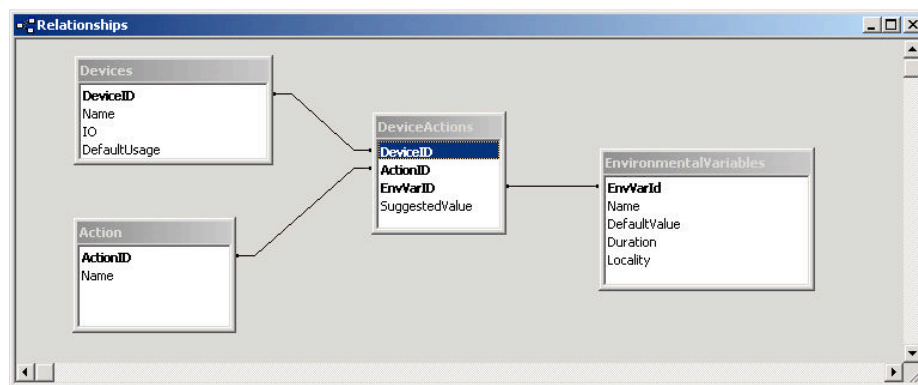 Relationships
Devices
DeviceID
Name
IO
DefaultUsage
DeviceActions
DeviceID
ActionID
EnvVarID
SuggestedValue
EnvironmentalVariables
EnvVarId
Name
DefaultValue
Duration
Locality
Action
ActionID
Name